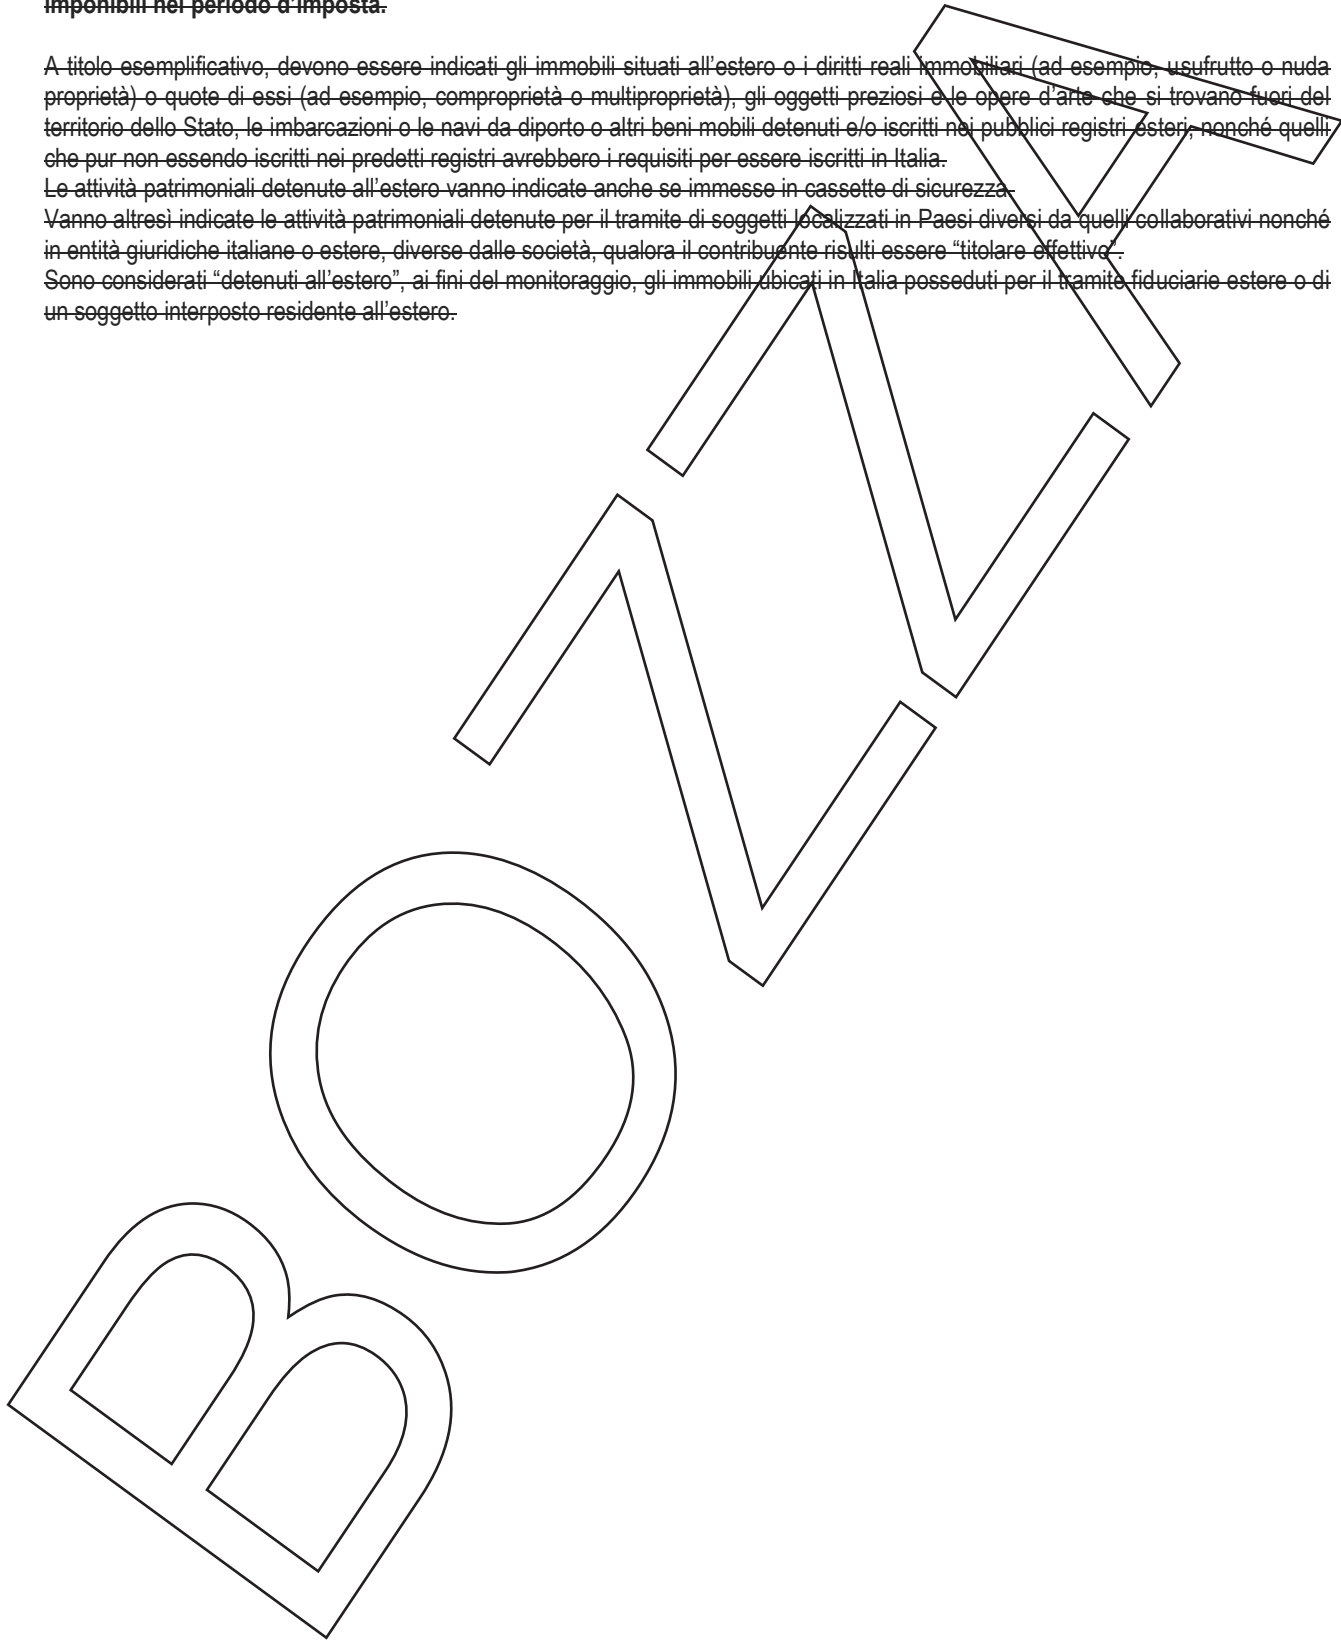 imponibili nel periodo d’imposta.
A titolo esemplificativo, devono essere indicati gli immobili situati all’estero o i diritti reali immobiliari (ad esempio, usufrutto o nuda
proprietà) o quote di essi (ad esempio, comproprietà o multiproprietà), gli oggetti preziosi e le opere d’arte che si trovano fuori del
territorio dello Stato, le imbarcazioni o le navi da diporto o altri beni mobili detenuti e/o iscritti nei pubblici registri esteri, nonché quelli
che pur non essendo iscritti nei predetti registri avrebbero i requisiti per essere iscritti in Italia.
Le attività patrimoniali detenute all’estero vanno indicate anche se immesse in cassette di sicurezza.
Vanno altresì indicate le attività patrimoniali detenute per il tramite di soggetti localizzati in Paesi diversi da quelli collaborativi nonché
in entità giuridiche italiane o estere, diverse dalle società, qualora il contribuente risulti essere “titolare effettivo”.
Sono considerati “detenuti all’estero”, ai fini del monitoraggio, gli immobili ubicati in Italia posseduti per il tramite fiduciarie estere o di
un soggetto interposto residente all’estero.
BOZZA